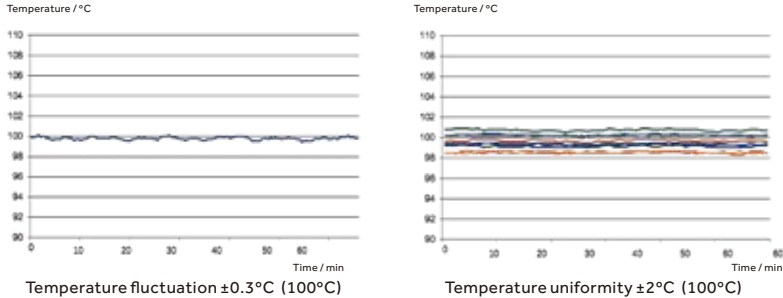 Temperature / °C
110
108
106
104
102
100
98
96
94
92
90
0 10 20 30 40 50 60
Time / min
Temperature fluctuation ±0.3°C (100°C)
Temperature / °C
110
108
106
104
102
100
98
96
94
92
90
0 10 20 30 40 50 60
Time / min
Temperature uniformity ±2°C (100°C)